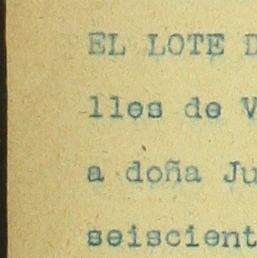 EL LOTE D
lles de V
a doña Ju
seiscient